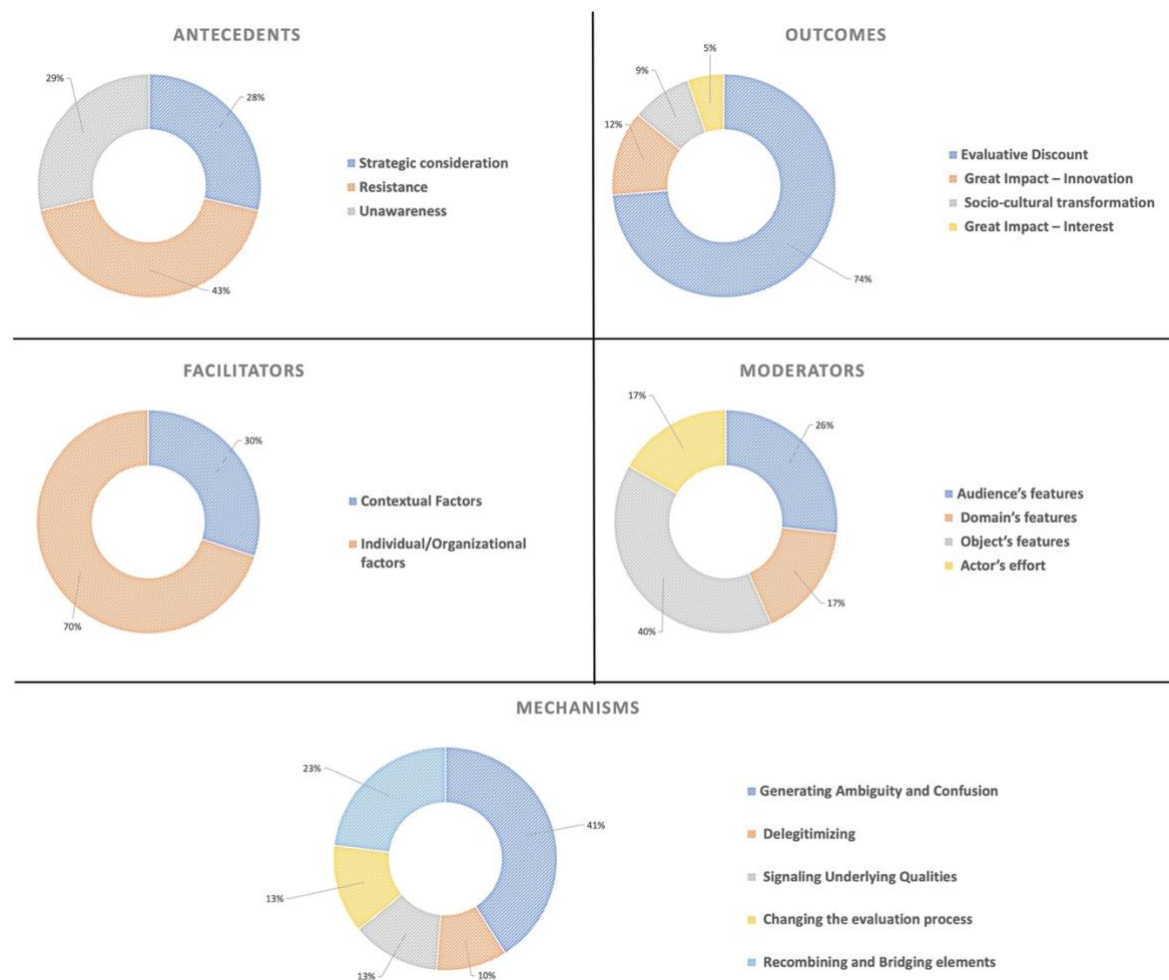 ANTECEDENTS
29%
28%
43%
Strategic consideration
Resistance
Unawareness
OUTCOMES
5%
9%
12%
74%
Evaluative Discount
Great Impact – Innovation
Socio-cultural transformation
Great Impact – Interest
FACILITATORS
30%
70%
Contextual Factors
Individual/Organizational
factors
MODERATORS
17%
26%
40%
17%
Audience’s features
Domain’s features
Object’s features
Actor’s effort
MECHANISMS
23%
41%
13%
13%
10%
Generating Ambiguity and Confusion
Delegitimizing
Signaling Underlying Qualities
Changing the evaluation process
Recombining and Bridging elements